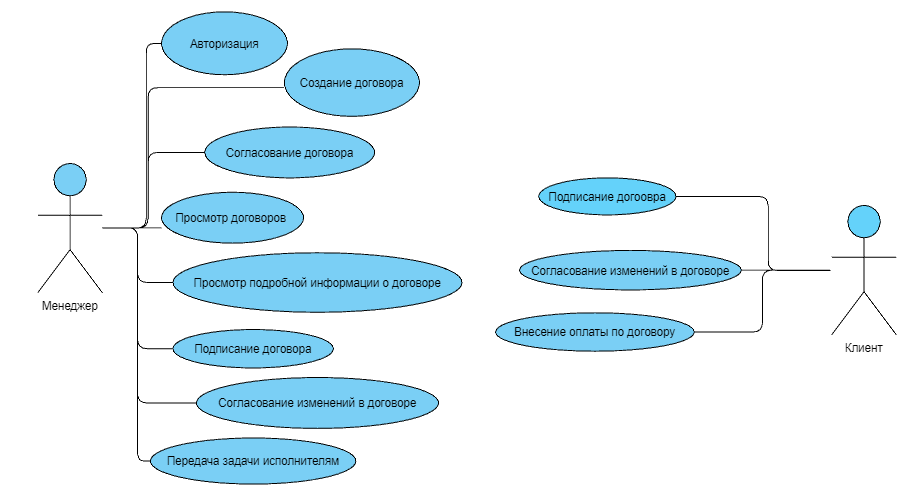 Авторизация
Создание договора
Согласование договора
Просмотр договоров
Просмотр подробной информации о договоре
Подписание договора
Согласование изменений в договоре
Передача задачи исполнителям
Менеджер
Подписание догоовра
Согласование изменений в договоре
Внесение оплаты по договору
Клиент